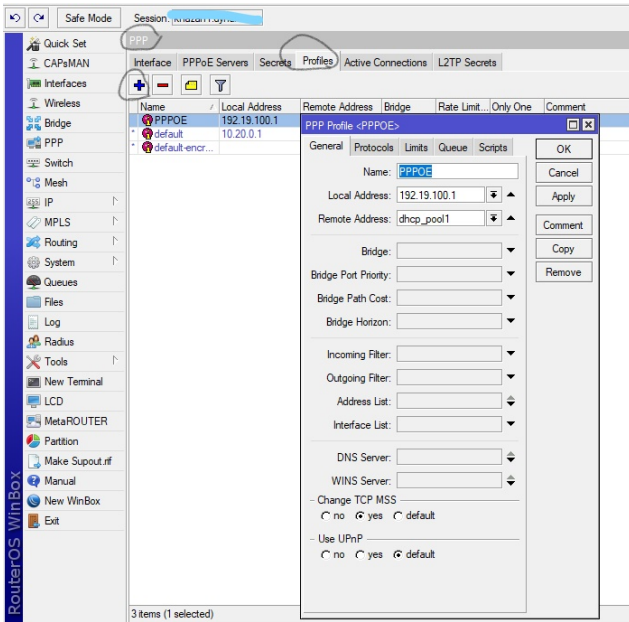 Safe Mode
Session:
Quick Set
CAPsMAN
Interfaces
Wireless
Bridge
PPP
Switch
Mesh
IP
MPLS
Routing
System
Queues
Files
Log
Radius
Tools
New Terminal
LCD
MetaROUTER
Partition
Make Supout.rif
Manual
New WinBox
Exit
RouterOS WinBox
PPP
Interface PPPoE Servers Secrets Profiles Active Connections L2TP Secrets
Name / Local Address Remote Address Bridge Rate Limit... Only One Comment
PPPOE 192.19.100.1
* default 10.20.0.1
* default-encr...
3 items (1 selected)
PPP Profile <PPPOE>
General Protocols Limits Queue Scripts
Name: PPPOE
Local Address: 192.19.100.1
Remote Address: dhcp_pool1
Bridge:
Bridge Port Priority:
Bridge Path Cost:
Bridge Horizon:
Incoming Filter:
Outgoing Filter:
Address List:
Interface List:
DNS Server:
WINS Server:
Change TCP MSS
no yes default
Use UPnP
no yes default
OK
Cancel
Apply
Comment
Copy
Remove